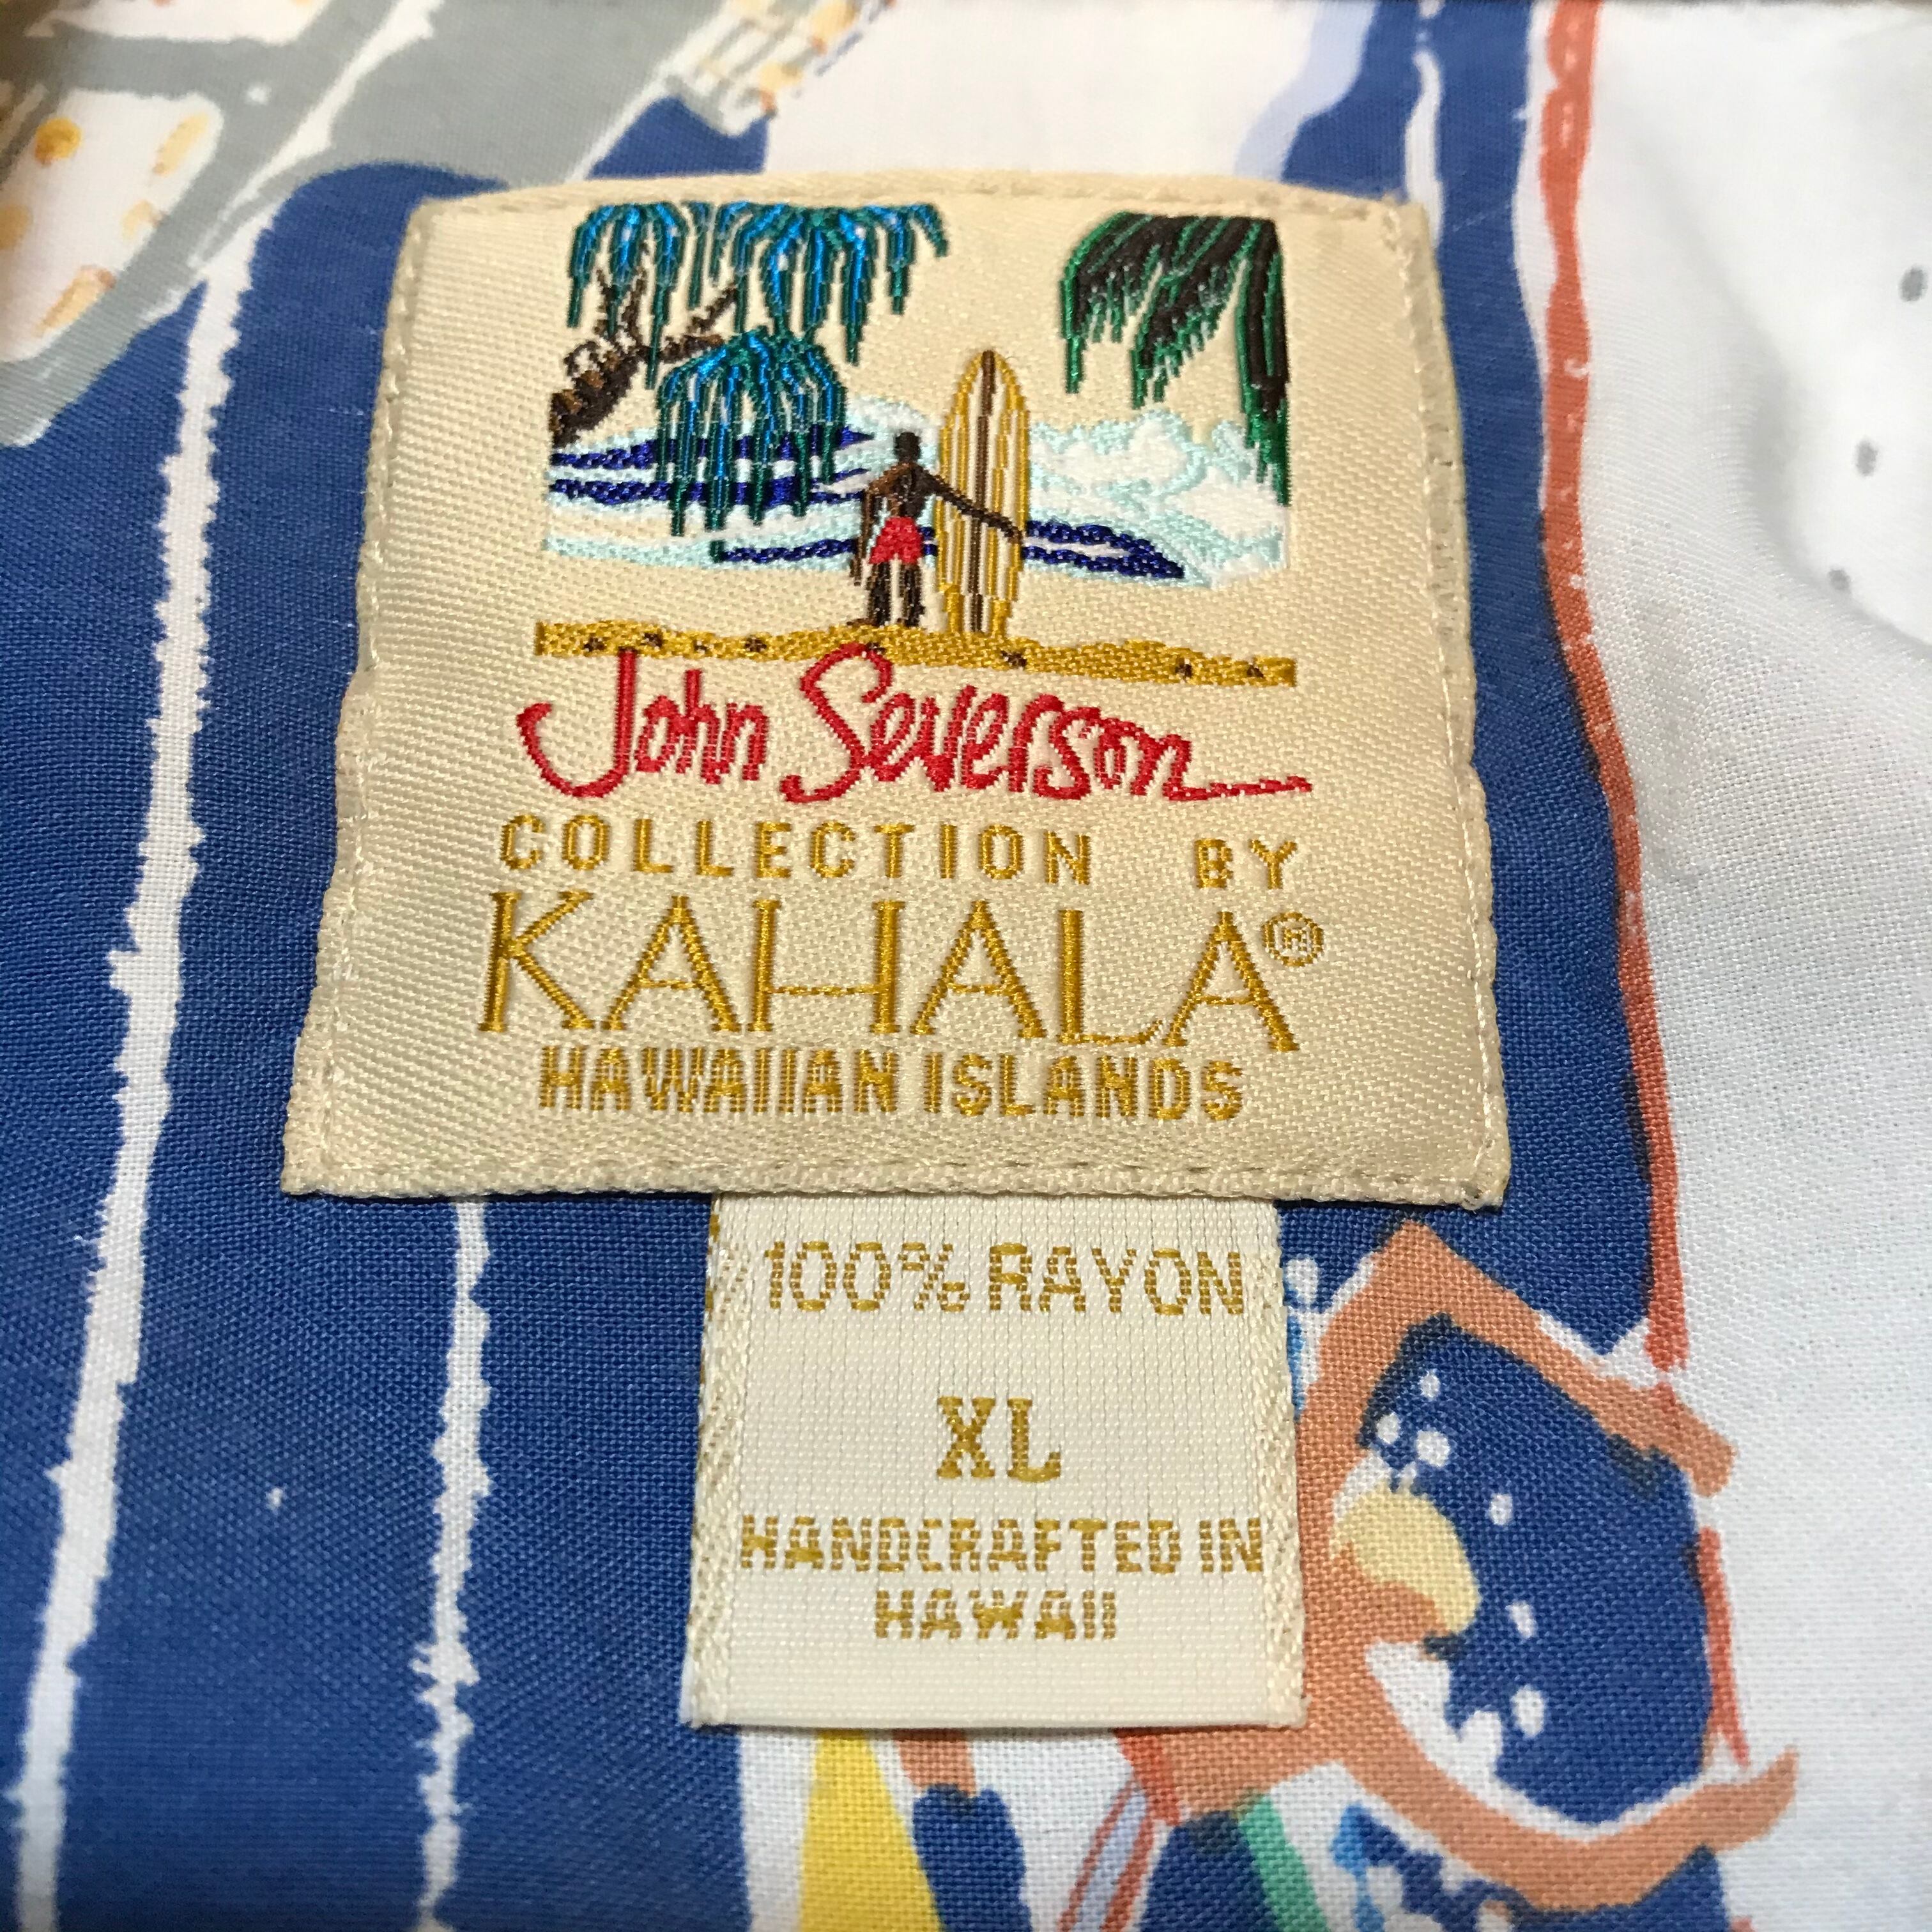 John Severson
COLLECTION BY
KAHALA®
HAWAIIAN ISLANDS
100% RAYON
XL
HANDCRAFTED IN
HAWAII